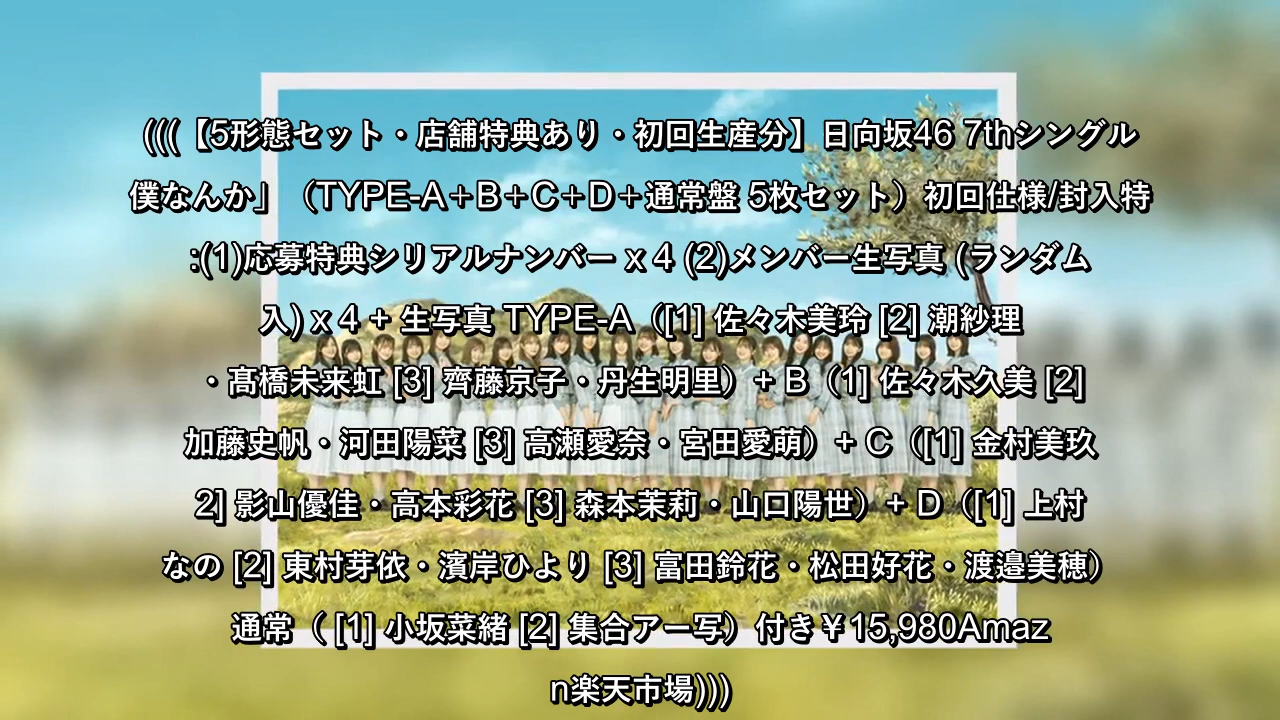 (((【5形態セット・店舗特典あり・初回生産分】日向坂46 7thシングル
僕なんか」（TYPE-A＋B＋C＋D＋通常盤 5枚セット）初回仕様/封入特
:(1)応募特典シリアルナンバー x 4 (2)メンバー生写真 (ランダム
入) x 4 + 生写真 TYPE-A（[1] 佐々木美玲 [2] 潮紗理
・髙橋未来虹 [3] 齊藤京子・丹生明里）+ B（1] 佐々木久美 [2]
加藤史帆・河田陽菜 [3] 高瀬愛奈・宮田愛萌）+ C（[1] 金村美玖
2] 影山優佳・高本彩花 [3] 森本茉莉・山口陽世）+ D（[1] 上村
なの [2] 東村芽依・濱岸ひより [3] 富田鈴花・松田好花・渡邉美穂）
通常（ [1] 小坂菜緒 [2] 集合アー写）付き￥15,980Amaz
n楽天市場)))